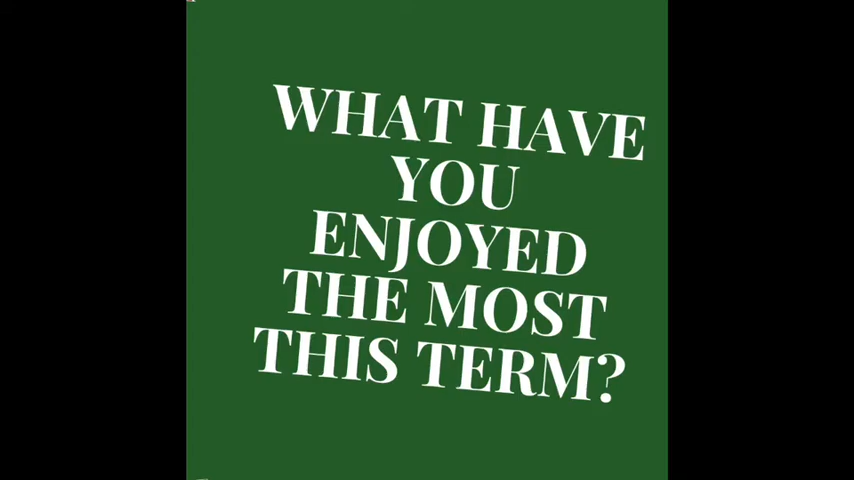 WHAT HAVE
YOU
ENJOYED
THE MOST
THIS TERM?